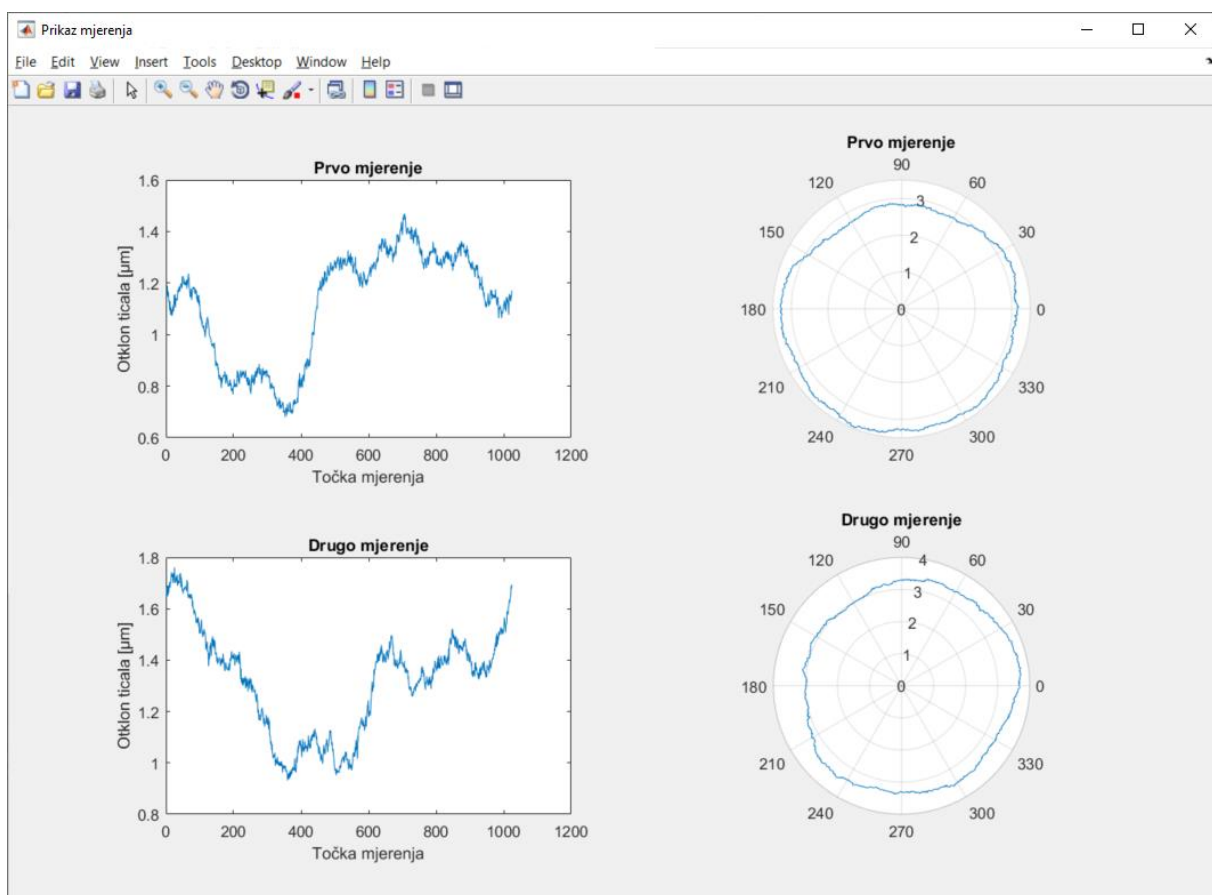 Prikaz mjerenja
File Edit View Insert Tools Desktop Window Help
Prvo mjerenje
1.6
1.4
1.2
1
0.8
0.6
Otklon ticala [µm]
0 200 400 600 800 1000 1200
Točka mjerenja
Prvo mjerenje
90
120 60
3
150 30
2
1
180 0 0
210 330
240 300
270
Drugo mjerenje
1.8
1.6
1.4
1.2
1
0.8
Otklon ticala [µm]
0 200 400 600 800 1000 1200
Točka mjerenja
Drugo mjerenje
90
120 4 60
3
150 30
2
1
180 0 0
210 330
240 300
270